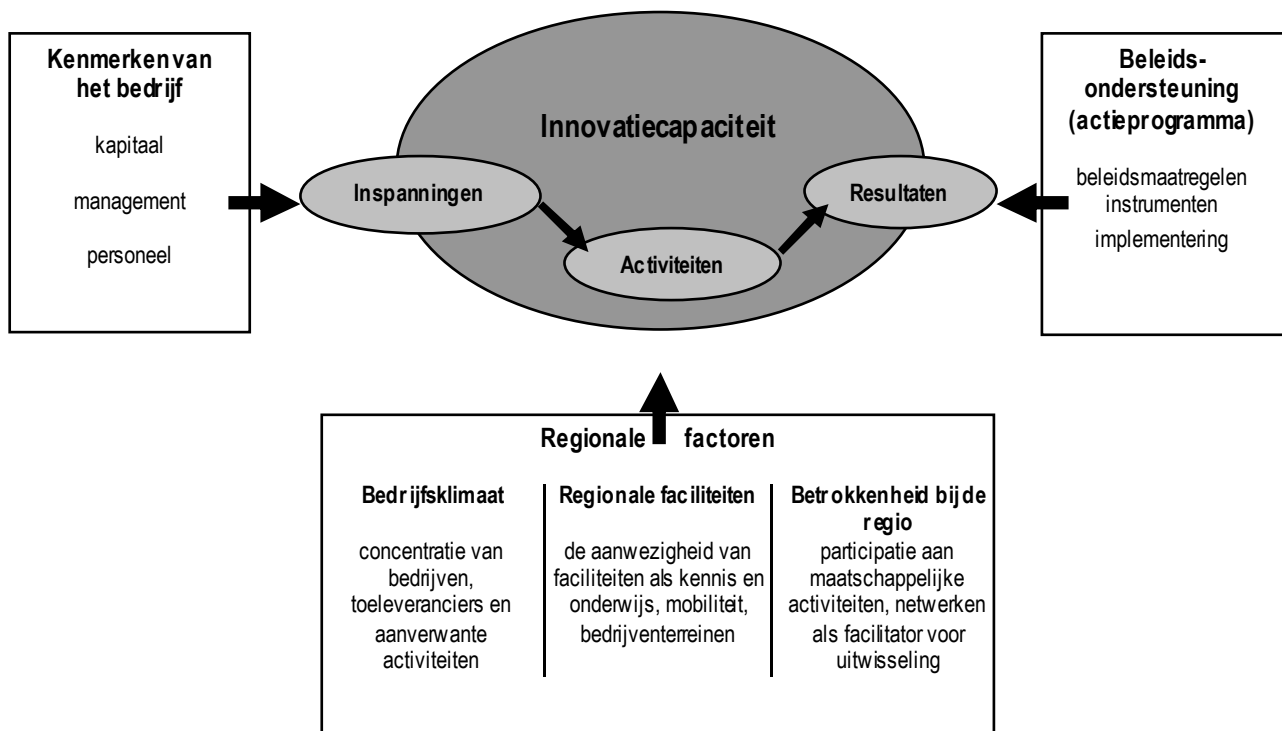 Kenmerken van
het bedrijf
kapitaal
management
personeel
Innovatiecapaciteit
Inspanningen
Activiteiten
Resultaten
Beleids-
ondersteuning
(actieprogramma)
beleidsmaatregelen
instrumenten
implementering
Regionale factoren
Bedrijfsklimaat
concentratie van
bedrijven,
toeleveranciers en
aanverwante
activiteiten
Regionale faciliteiten
de aanwezigheid van
faciliteiten als kennis en
onderwijs, mobiliteit,
bedrijventerreinen
Betrokkenheid bij de
regio
participatie aan
maatschappelijke
activiteiten, netwerken
als facilitator voor
uitwisseling